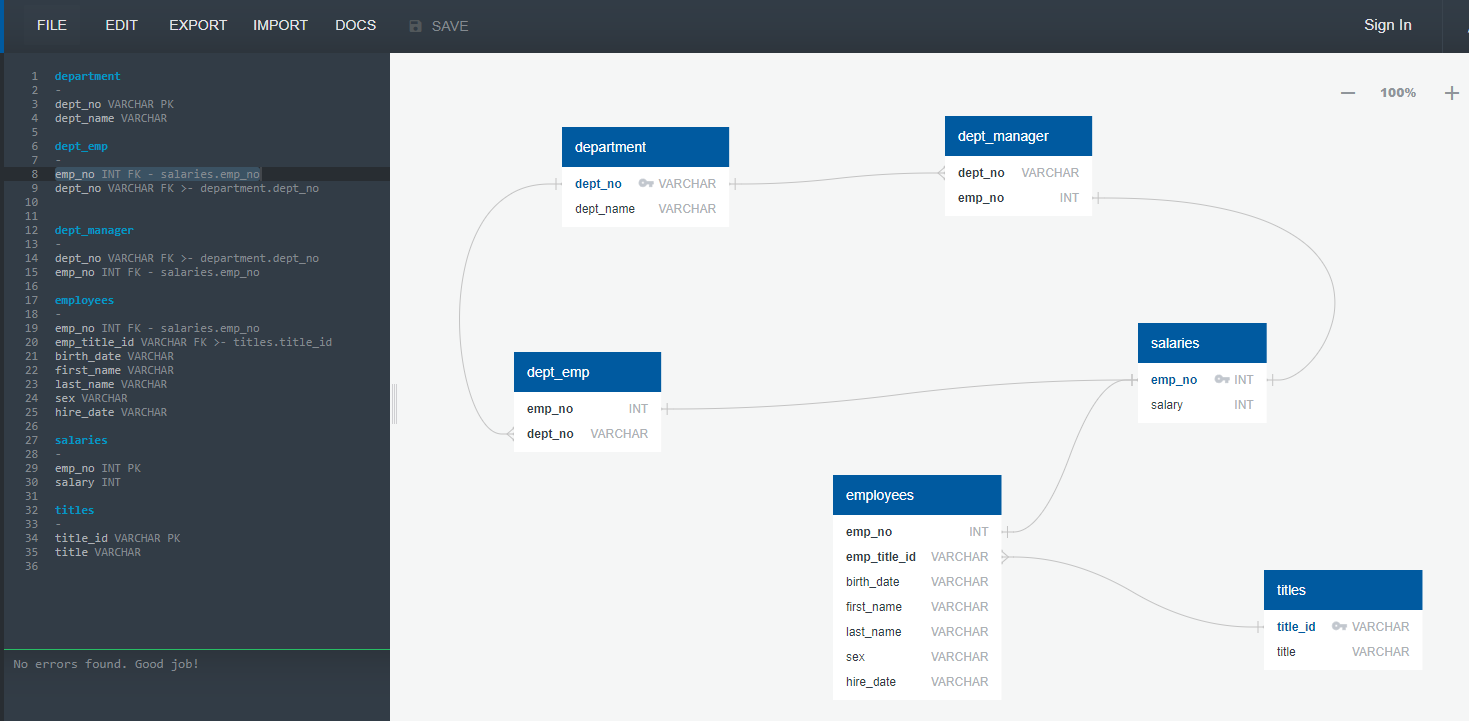 FILE EDIT EXPORT IMPORT DOCS SAVE Sign In
1 department
2 -
3 dept_no VARCHAR PK
4 dept_name VARCHAR
5
6 dept_emp
7 -
8 emp_no INT FK - salaries.emp_no
9 dept_no VARCHAR FK >- department.dept_no
10
11
12 dept_manager
13 -
14 dept_no VARCHAR FK >- department.dept_no
15 emp_no INT FK - salaries.emp_no
16
17 employees
18 -
19 emp_no INT FK - salaries.emp_no
20 emp_title_id VARCHAR FK >- titles.title_id
21 birth_date VARCHAR
22 first_name VARCHAR
23 last_name VARCHAR
24 sex VARCHAR
25 hire_date VARCHAR
26
27 salaries
28 -
29 emp_no INT PK
30 salary INT
31
32 titles
33 -
34 title_id VARCHAR PK
35 title VARCHAR
36
No errors found. Good job!
100%
department
dept_no VARCHAR
dept_name VARCHAR
dept_manager
dept_no VARCHAR
emp_no INT
dept_emp
emp_no INT
dept_no VARCHAR
salaries
emp_no INT
salary INT
employees
emp_no INT
emp_title_id VARCHAR
birth_date VARCHAR
first_name VARCHAR
last_name VARCHAR
sex VARCHAR
hire_date VARCHAR
titles
title_id VARCHAR
title VARCHAR